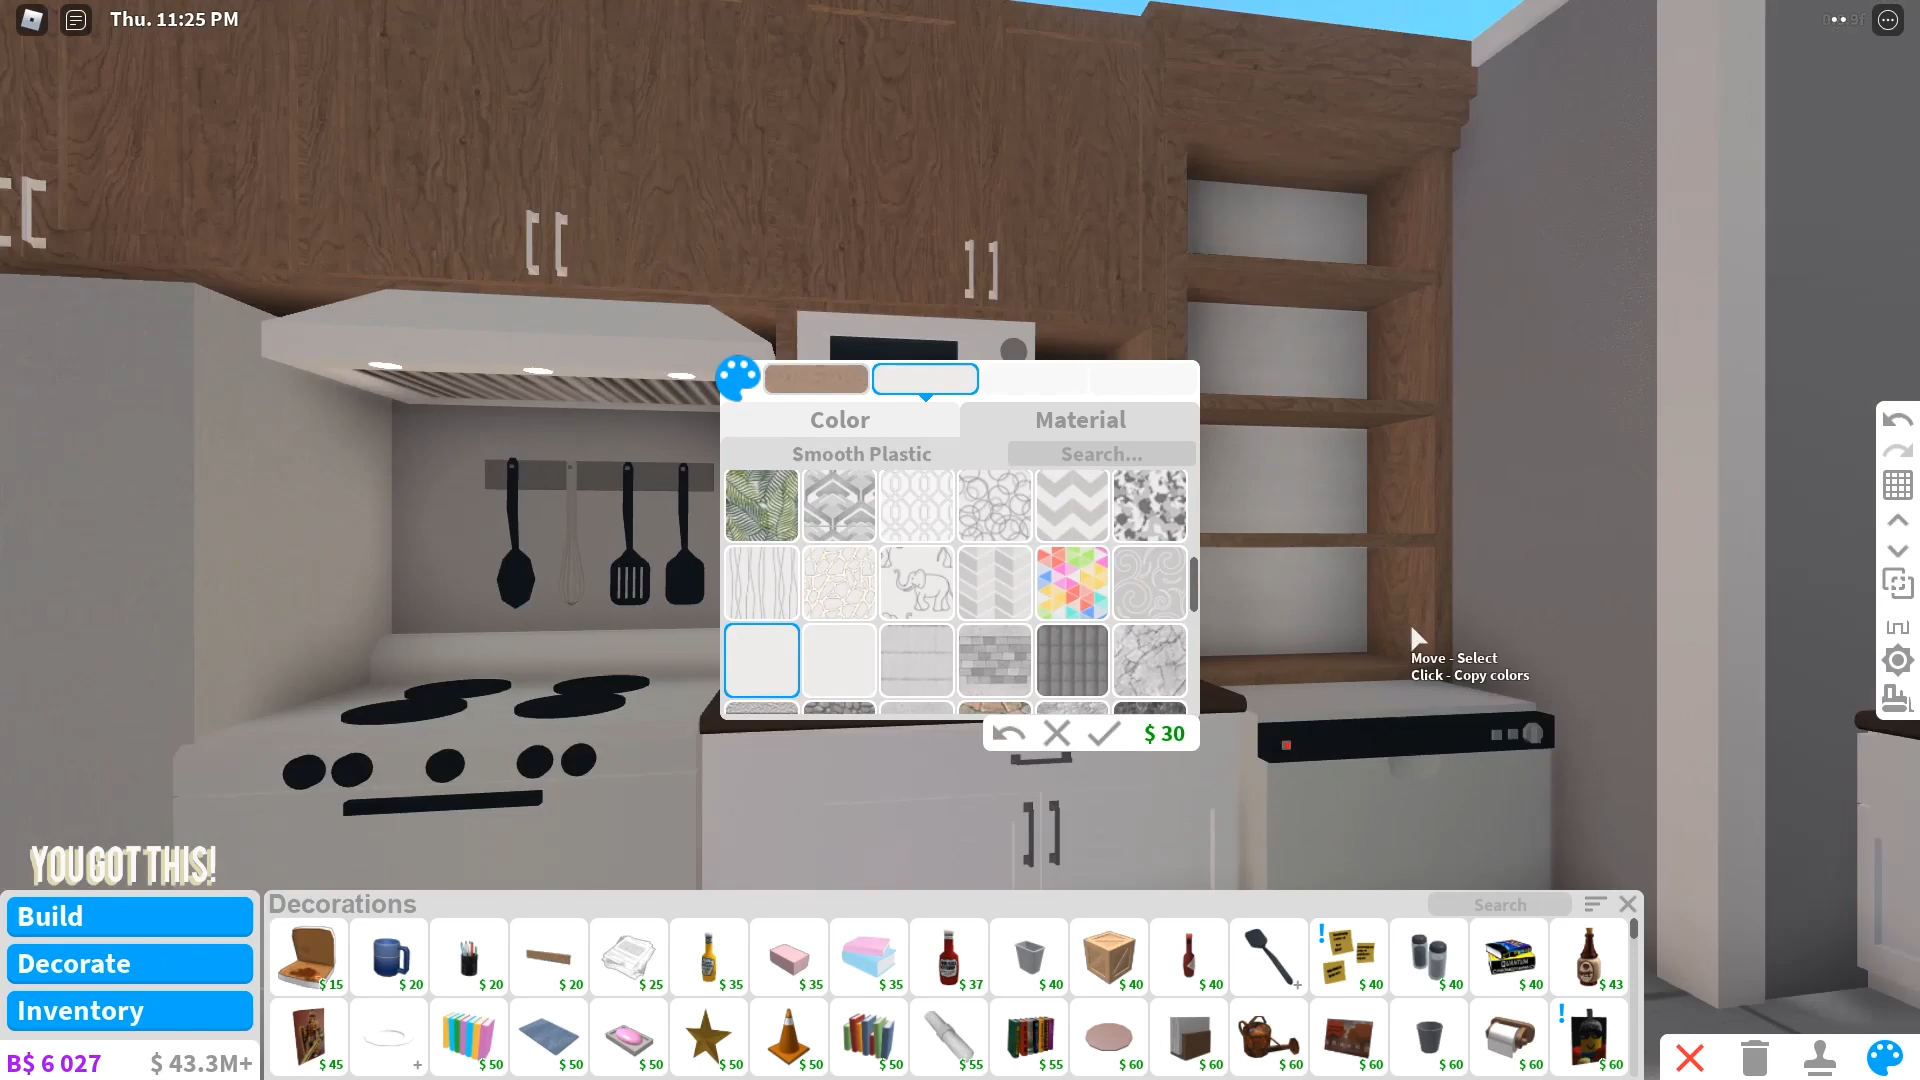 Thu. 11:25 PM
Color
Material
Smooth Plastic
Search...
Move - Select
Click - Copy colors
$ 30
YOU GOT THIS!
Build
Decorate
Inventory
B$ 6 027
$ 43.3M+
Decorations
Search
$ 15
$ 20
$ 20
$ 20
$ 25
$ 35
$ 35
$ 35
$ 37
$ 40
$ 40
$ 40
+
! $ 40
$ 40
$ 40
$ 43
$ 45
+
$ 50
$ 50
$ 50
$ 50
$ 50
$ 50
$ 55
$ 55
$ 60
$ 60
$ 60
$ 60
$ 60
$ 60
! $ 60